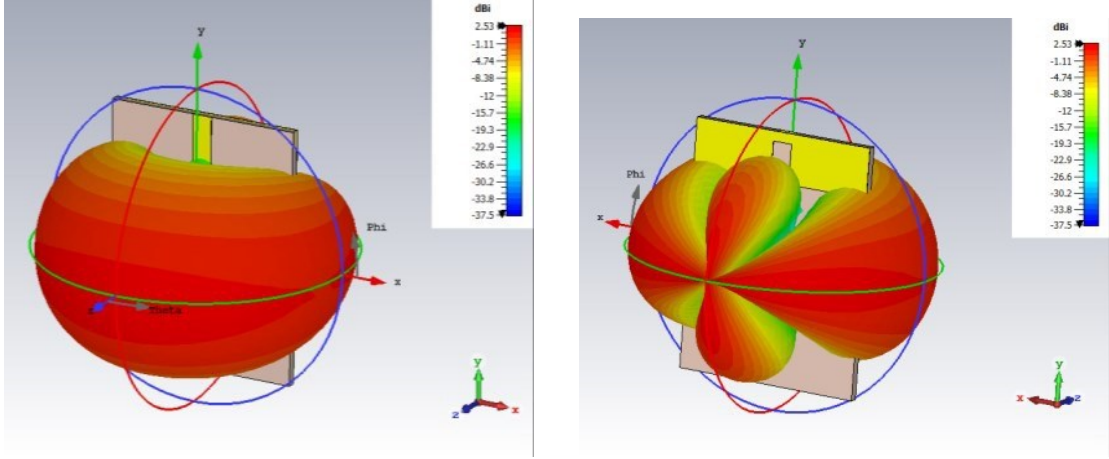 dBi
2.53
-1.11
-4.74
-8.38
-12
-15.7
-19.3
-22.9
-26.6
-30.2
-33.8
-37.5
y
Phi
x
z
Theta
y
z
x
dBi
2.53
-1.11
-4.74
-8.38
-12
-15.7
-19.3
-22.9
-26.6
-30.2
-33.8
-37.5
y
Phi
x
y
x
z